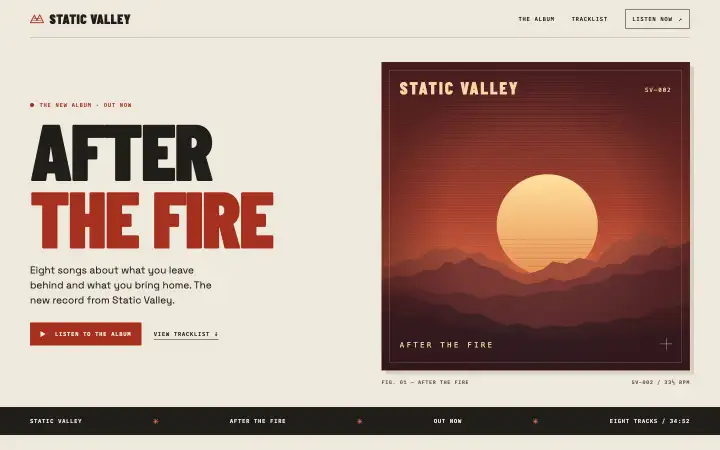 STATIC VALLEY
THE ALBUM
TRACKLIST
LISTEN NOW ↗
THE NEW ALBUM · OUT NOW
AFTER
THE FIRE
Eight songs about what you leave
behind and what you bring home. The
new record from Static Valley.
LISTEN TO THE ALBUM
VIEW TRACKLIST ↓
STATIC VALLEY
SV—002
AFTER THE FIRE
FIG. 01 — AFTER THE FIRE
SV—002 / 33⅓ RPM
STATIC VALLEY
AFTER THE FIRE
OUT NOW
EIGHT TRACKS / 34:52